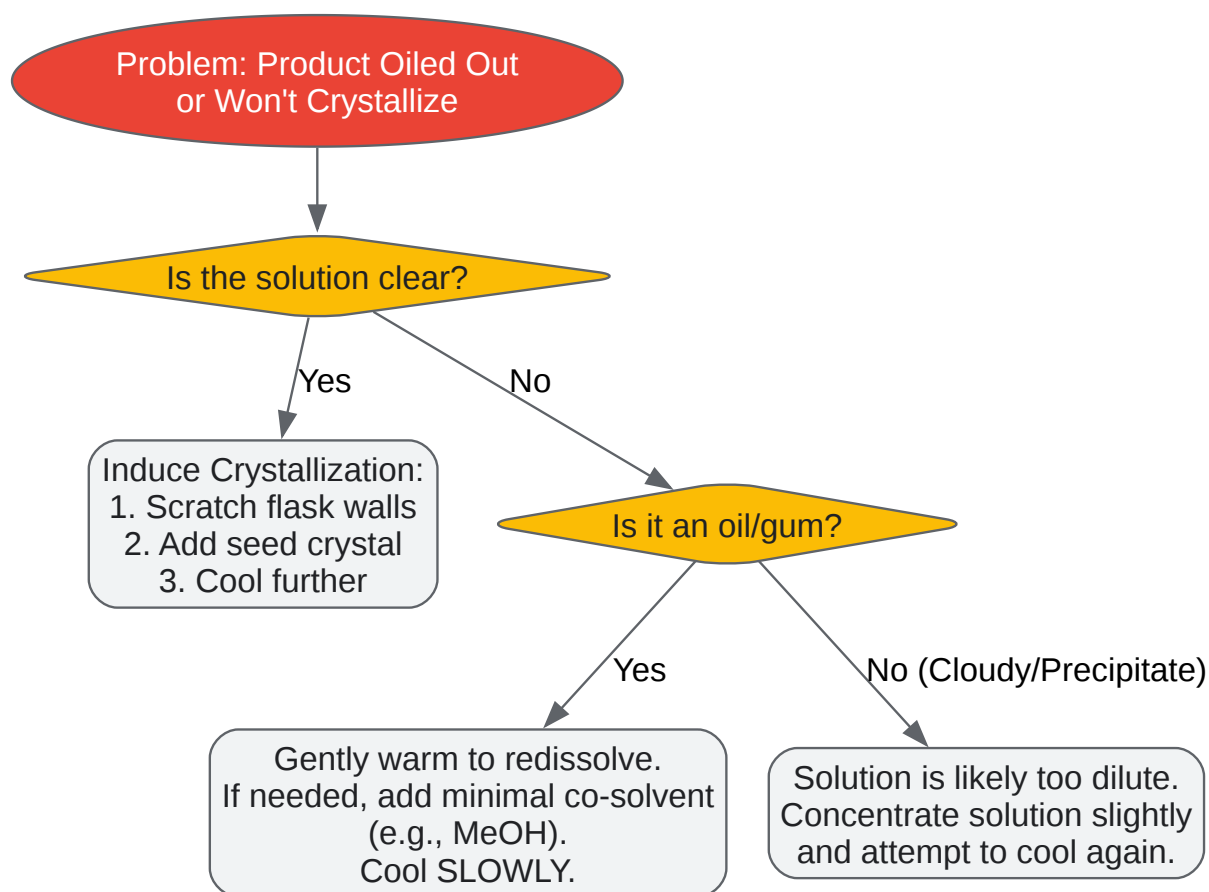 Problem: Product Oiled Out
or Won't Crystallize
Is the solution clear?
Yes
No
Induce Crystallization:
1. Scratch flask walls
2. Add seed crystal
3. Cool further
Is it an oil/gum?
Yes
No (Cloudy/Precipitate)
Gently warm to redissolve.
If needed, add minimal co-solvent
(e.g., MeOH).
Cool SLOWLY.
Solution is likely too dilute.
Concentrate solution slightly
and attempt to cool again.